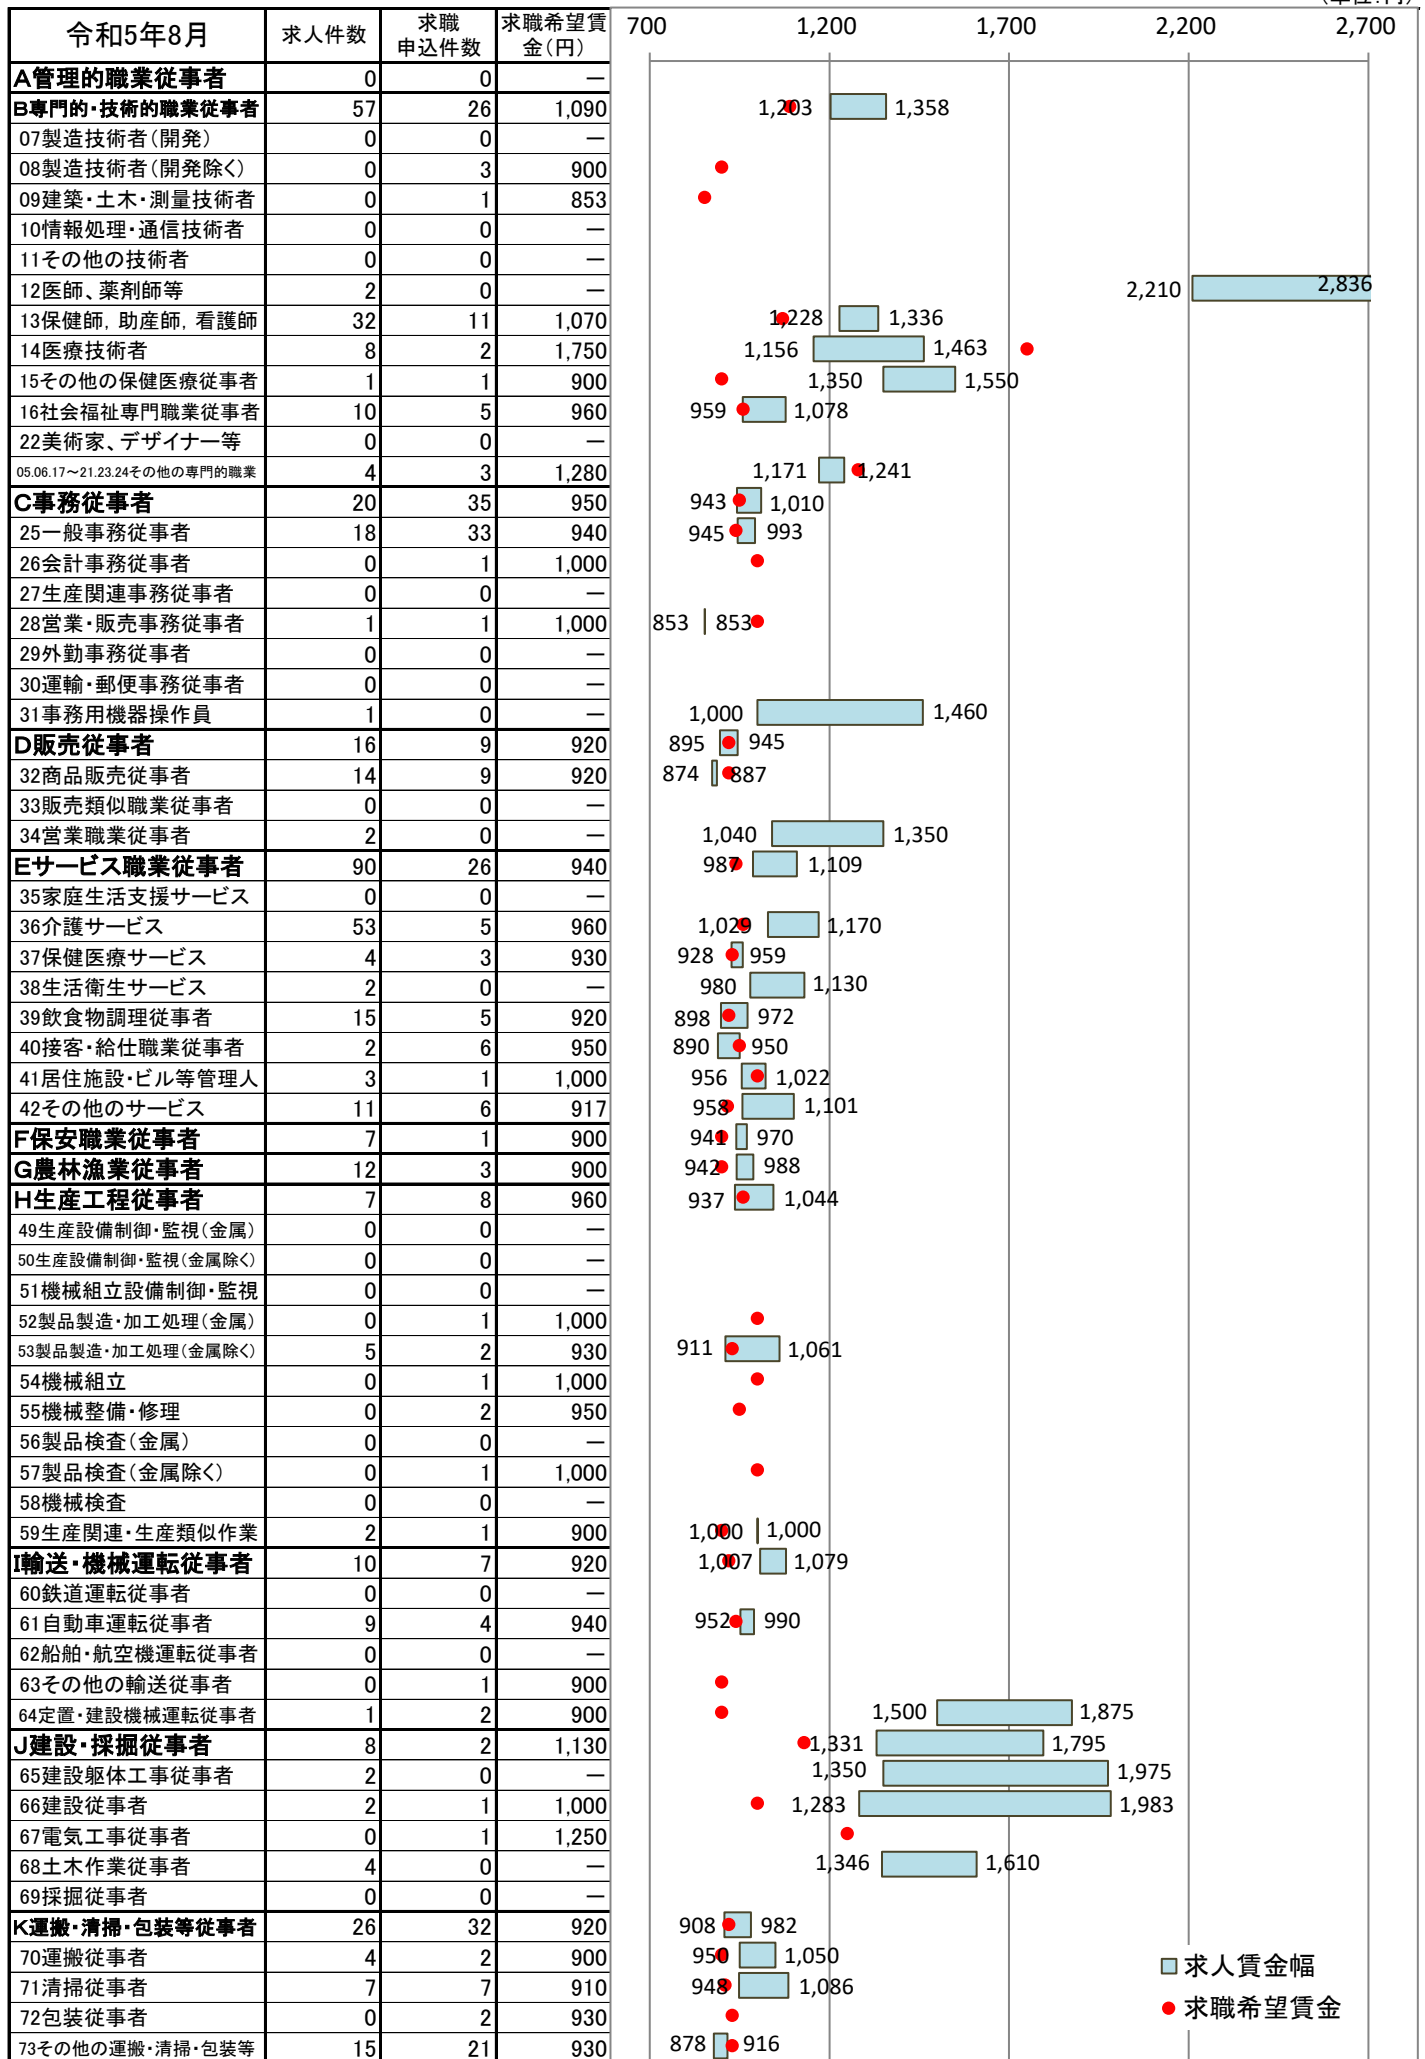 (単位:円)
令和5年8月 求人件数 求職申込件数 求職希望賃金(円) 700 1,200 1,700 2,200 2,700
A管理的職業従事者 0 0 ―
B専門的・技術的職業従事者 57 26 1,090 1,203 1,358
07製造技術者(開発) 0 0 ―
08製造技術者(開発除く) 0 3 900
09建築・土木・測量技術者 0 1 853
10情報処理・通信技術者 0 0 ―
11その他の技術者 0 0 ―
12医師、薬剤師等 2 0 ― 2,210 2,836
13保健師,助産師,看護師 32 11 1,070 1,228 1,336
14医療技術者 8 2 1,750 1,156 1,463
15その他の保健医療従事者 1 1 900 1,350 1,550
16社会福祉専門職業従事者 10 5 960 959 1,078
22美術家、デザイナー等 0 0 ―
05.06.17～21.23.24その他の専門的職業 4 3 1,280 1,171 1,241
C事務従事者 20 35 950 943 1,010
25一般事務従事者 18 33 940 945 993
26会計事務従事者 0 1 1,000
27生産関連事務従事者 0 0 ―
28営業・販売事務従事者 1 1 1,000 853 853
29外勤事務従事者 0 0 ―
30運輸・郵便事務従事者 0 0 ―
31事務用機器操作員 1 0 ― 1,000 1,460
D販売従事者 16 9 920 895 945
32商品販売従事者 14 9 920 874 887
33販売類似職業従事者 0 0 ―
34営業職業従事者 2 0 ― 1,040 1,350
Eサービス職業従事者 90 26 940 987 1,109
35家庭生活支援サービス 0 0 ―
36介護サービス 53 5 960 1,029 1,170
37保健医療サービス 4 3 930 928 959
38生活衛生サービス 2 0 ― 980 1,130
39飲食物調理従事者 15 5 920 898 972
40接客・給仕職業従事者 2 6 950 890 950
41居住施設・ビル等管理人 3 1 1,000 956 1,022
42その他のサービス 11 6 917 958 1,101
F保安職業従事者 7 1 900 941 970
G農林漁業従事者 12 3 900 942 988
H生産工程従事者 7 8 960 937 1,044
49生産設備制御・監視(金属) 0 0 ―
50生産設備制御・監視(金属除く) 0 0 ―
51機械組立設備制御・監視 0 0 ―
52製品製造・加工処理(金属) 0 1 1,000
53製品製造・加工処理(金属除く) 5 2 930 911 1,061
54機械組立 0 1 1,000
55機械整備・修理 0 2 950
56製品検査(金属) 0 0 ―
57製品検査(金属除く) 0 1 1,000
58機械検査 0 0 ―
59生産関連・生産類似作業 2 1 900 1,000 1,000
I輸送・機械運転従事者 10 7 920 1,007 1,079
60鉄道運転従事者 0 0 ―
61自動車運転従事者 9 4 940 952 990
62船舶・航空機運転従事者 0 0 ―
63その他の輸送従事者 0 1 900
64定置・建設機械運転従事者 1 2 900 1,500 1,875
J建設・採掘従事者 8 2 1,130 1,331 1,795
65建設躯体工事従事者 2 0 ― 1,350 1,975
66建設従事者 2 1 1,000 1,283 1,983
67電気工事従事者 0 1 1,250
68土木作業従事者 4 0 ― 1,346 1,610
69採掘従事者 0 0 ―
K運搬・清掃・包装等従事者 26 32 920 908 982
70運搬従事者 4 2 900 950 1,050
71清掃従事者 7 7 910 948 1,086
72包装従事者 0 2 930
73その他の運搬・清掃・包装等 15 21 930 878 916
求人賃金幅
求職希望賃金